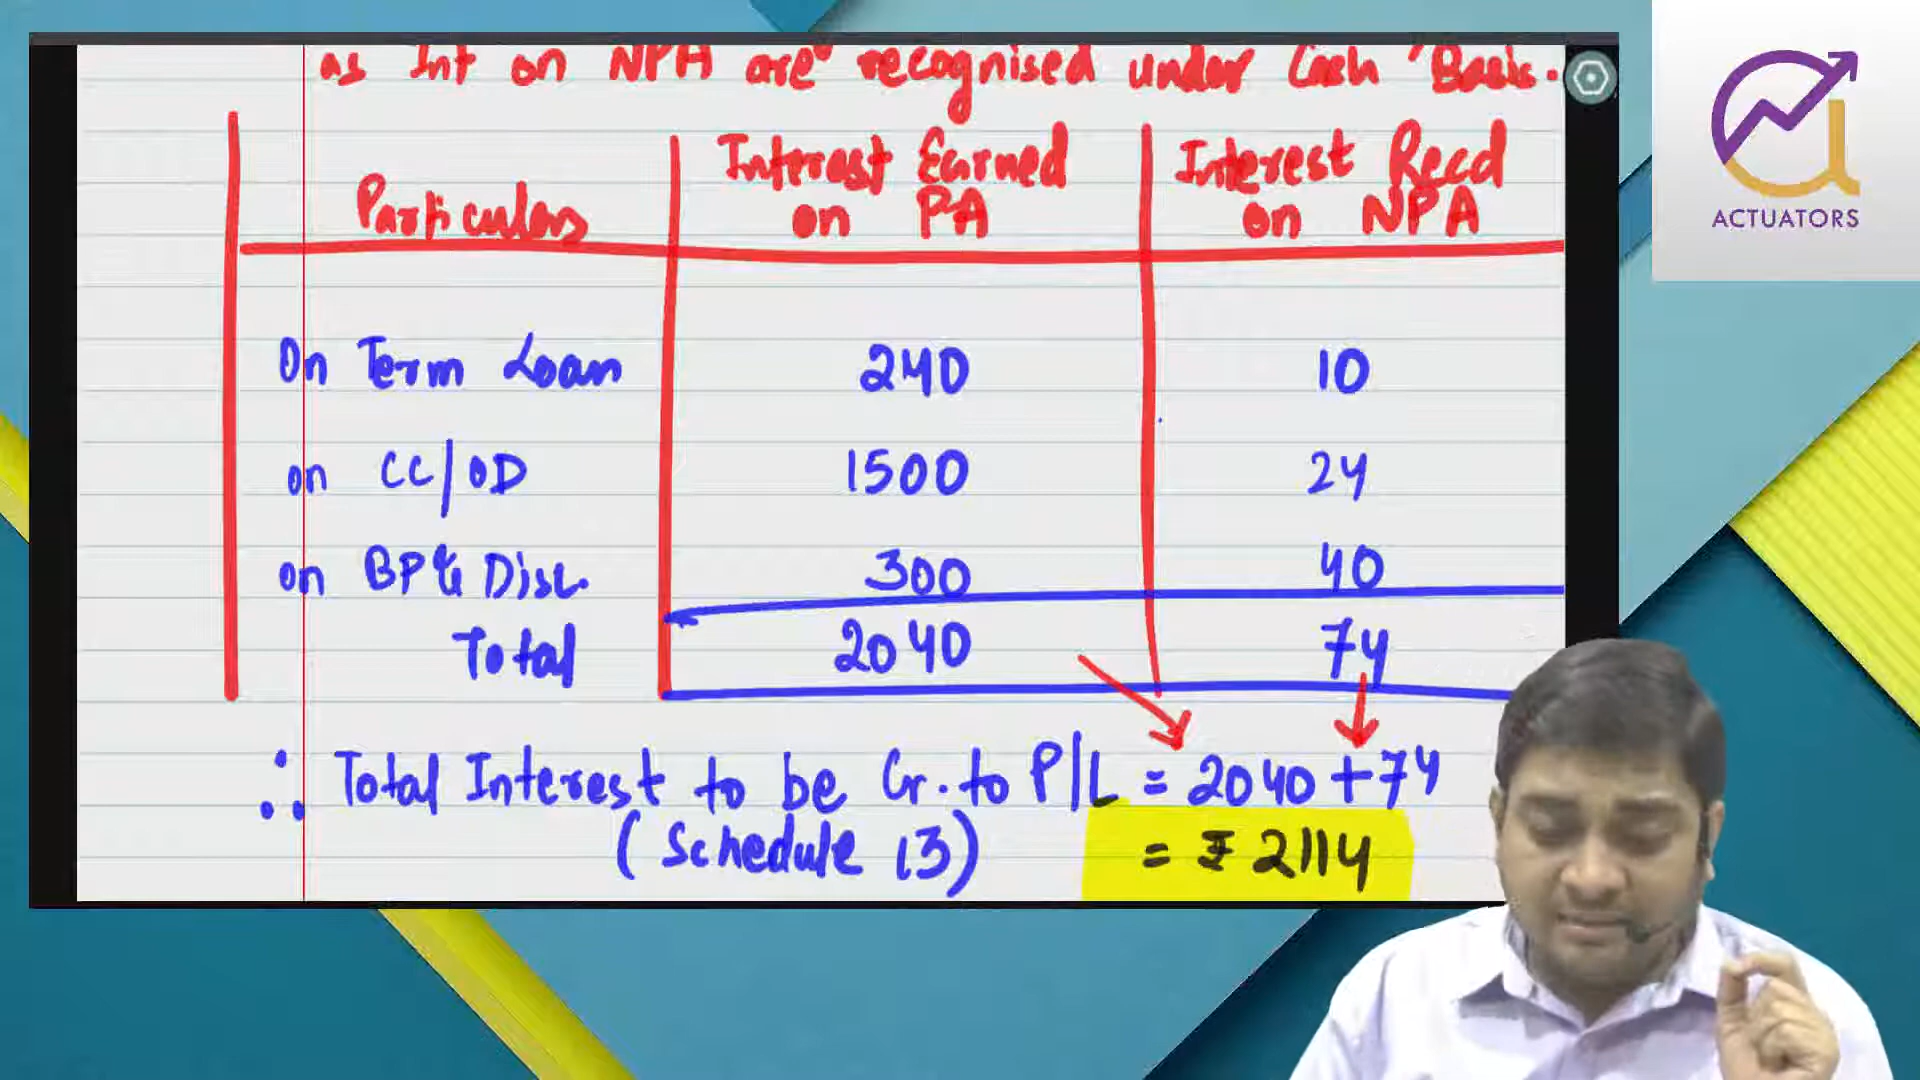 as Int on NPA are recognised under Cash Basis.
Particulars Interest Earned on PA Interest Recd on NPA
On Term Loan 240 10
on CC/OD 1500 24
on BP & Disc. 300 40
Total 2040 74
∴ Total Interest to be Cr. to P/L = 2040 + 74
(Schedule 13) = ₹ 2114
ACTUATORS